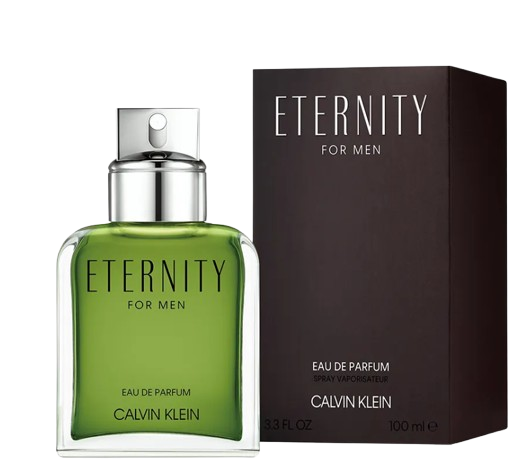 ETERNITY
FOR MEN
EAU DE PARFUM
CALVIN KLEIN
ETERNITY
FOR MEN
EAU DE PARFUM
SPRAY VAPORISATEUR
CALVIN KLEIN
3.3 FL OZ 100 ml ℮